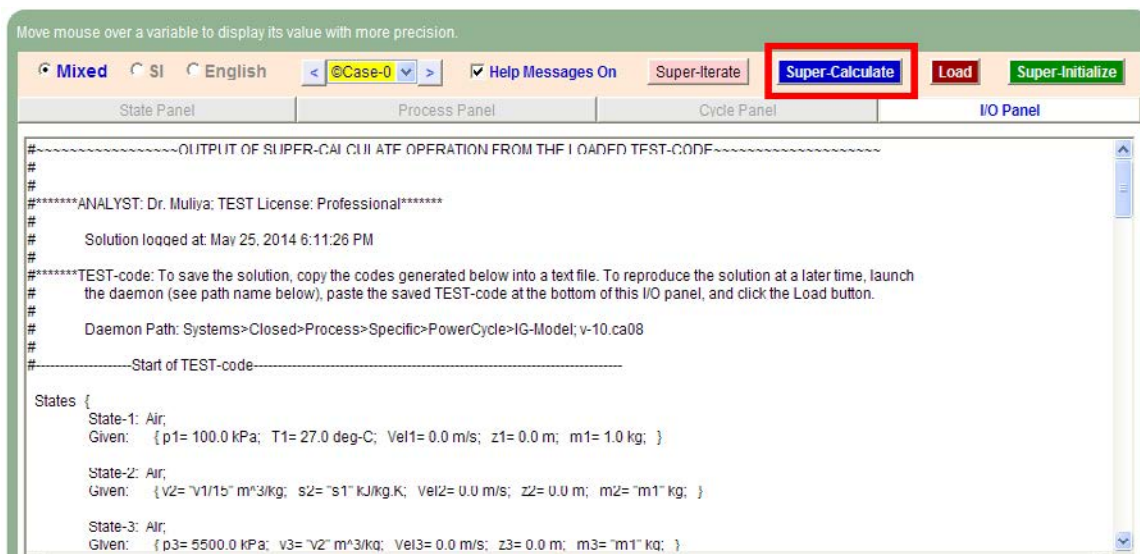 Move mouse over a variable to display its value with more precision.
Mixed SI English < ©Case-0 > Help Messages On Super-Iterate Super-Calculate Load Super-Initialize
State Panel Process Panel Cycle Panel I/O Panel
#~~~~~~~~~~~~~~~~~~OUTPUT OF SUPER-CALCULATE OPERATION FROM THE LOADED TEST-CODE~~~~~~~~~~~~~~~~~~~~~
#
#
#*******ANALYST: Dr. Muliya; TEST License: Professional*******
#
# Solution logged at: May 25, 2014 6:11:26 PM
#
#*******TEST-code: To save the solution, copy the codes generated below into a text file. To reproduce the solution at a later time, launch
# the daemon (see path name below), paste the saved TEST-code at the bottom of this I/O panel, and click the Load button.
#
# Daemon Path: Systems>Closed>Process>Specific>PowerCycle>IG-Model; v-10.ca08
#
#--------------------Start of TEST-code--------------------------------------------------------------------------
States {
State-1: Air;
Given: { p1= 100.0 kPa; T1= 27.0 deg-C; Vel1= 0.0 m/s; z1= 0.0 m; m1= 1.0 kg; }
State-2: Air;
Given: { v2= "v1/15" m^3/kg; s2= "s1" kJ/kg.K; Vel2= 0.0 m/s; z2= 0.0 m; m2= "m1" kg; }
State-3: Air;
Given: { p3= 5500.0 kPa; v3= "v2" m^3/kg; Vel3= 0.0 m/s; z3= 0.0 m; m3= "m1" kg; }